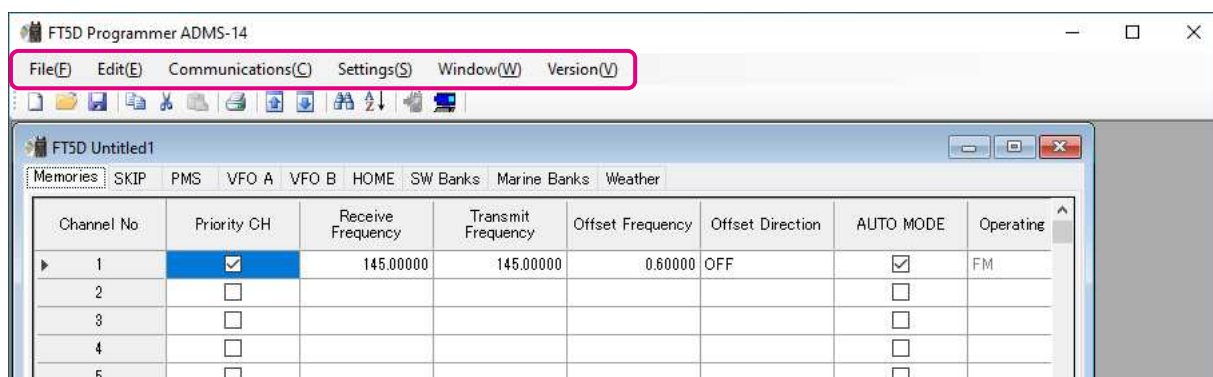 FT5D Programmer ADMS-14
File(F) Edit(E) Communications(C) Settings(S) Window(W) Version(V)
FT5D Untitled1
Memories SKIP PMS VFO A VFO B HOME SW Banks Marine Banks Weather
Channel No Priority CH Receive Frequency Transmit Frequency Offset Frequency Offset Direction AUTO MODE Operating
1 145.00000 145.00000 0.60000 OFF FM
2
3
4
5